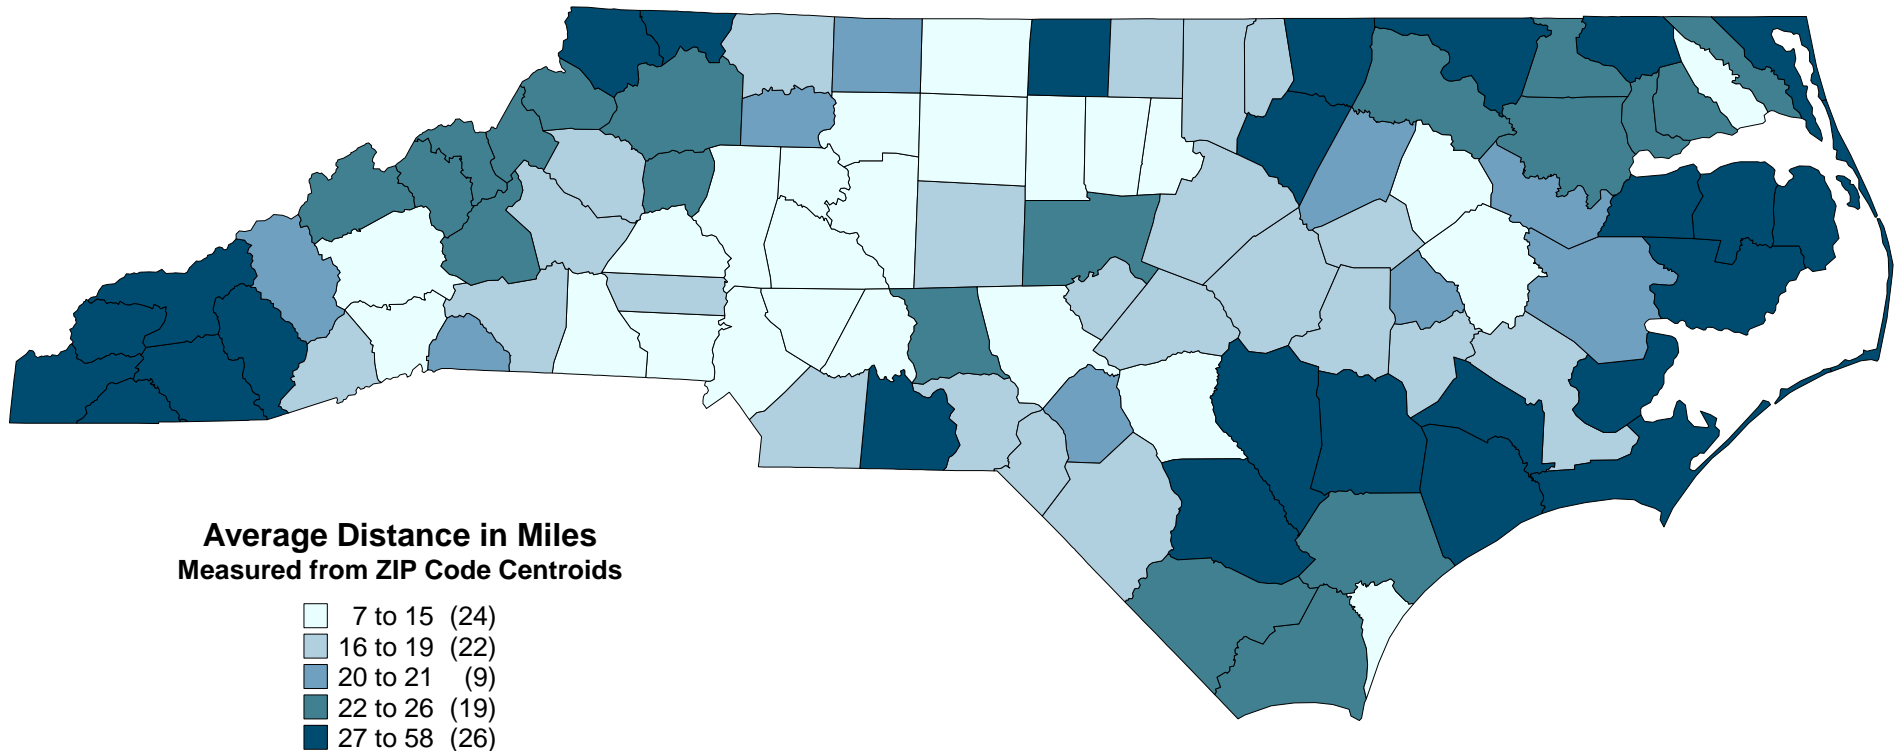 Average Distance in Miles
Measured from ZIP Code Centroids
7 to 15 (24)
16 to 19 (22)
20 to 21 (9)
22 to 26 (19)
27 to 58 (26)